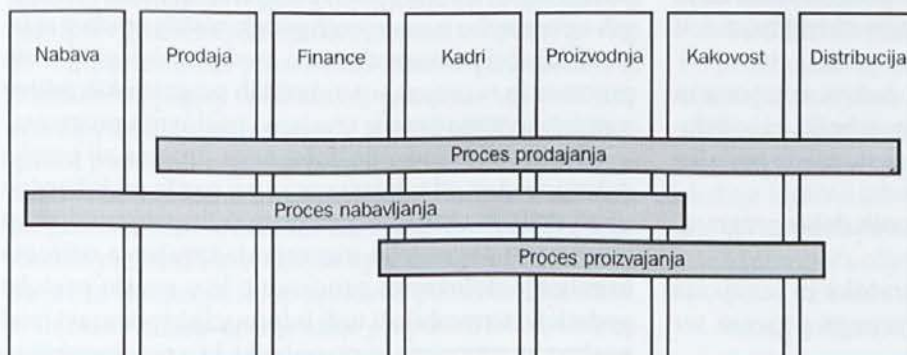 Nabava Prodaja Finance Kadri Proizvodnja Kakovost Distribucija
Proces prodajanja
Proces nabavljanja
Proces proizvajanja